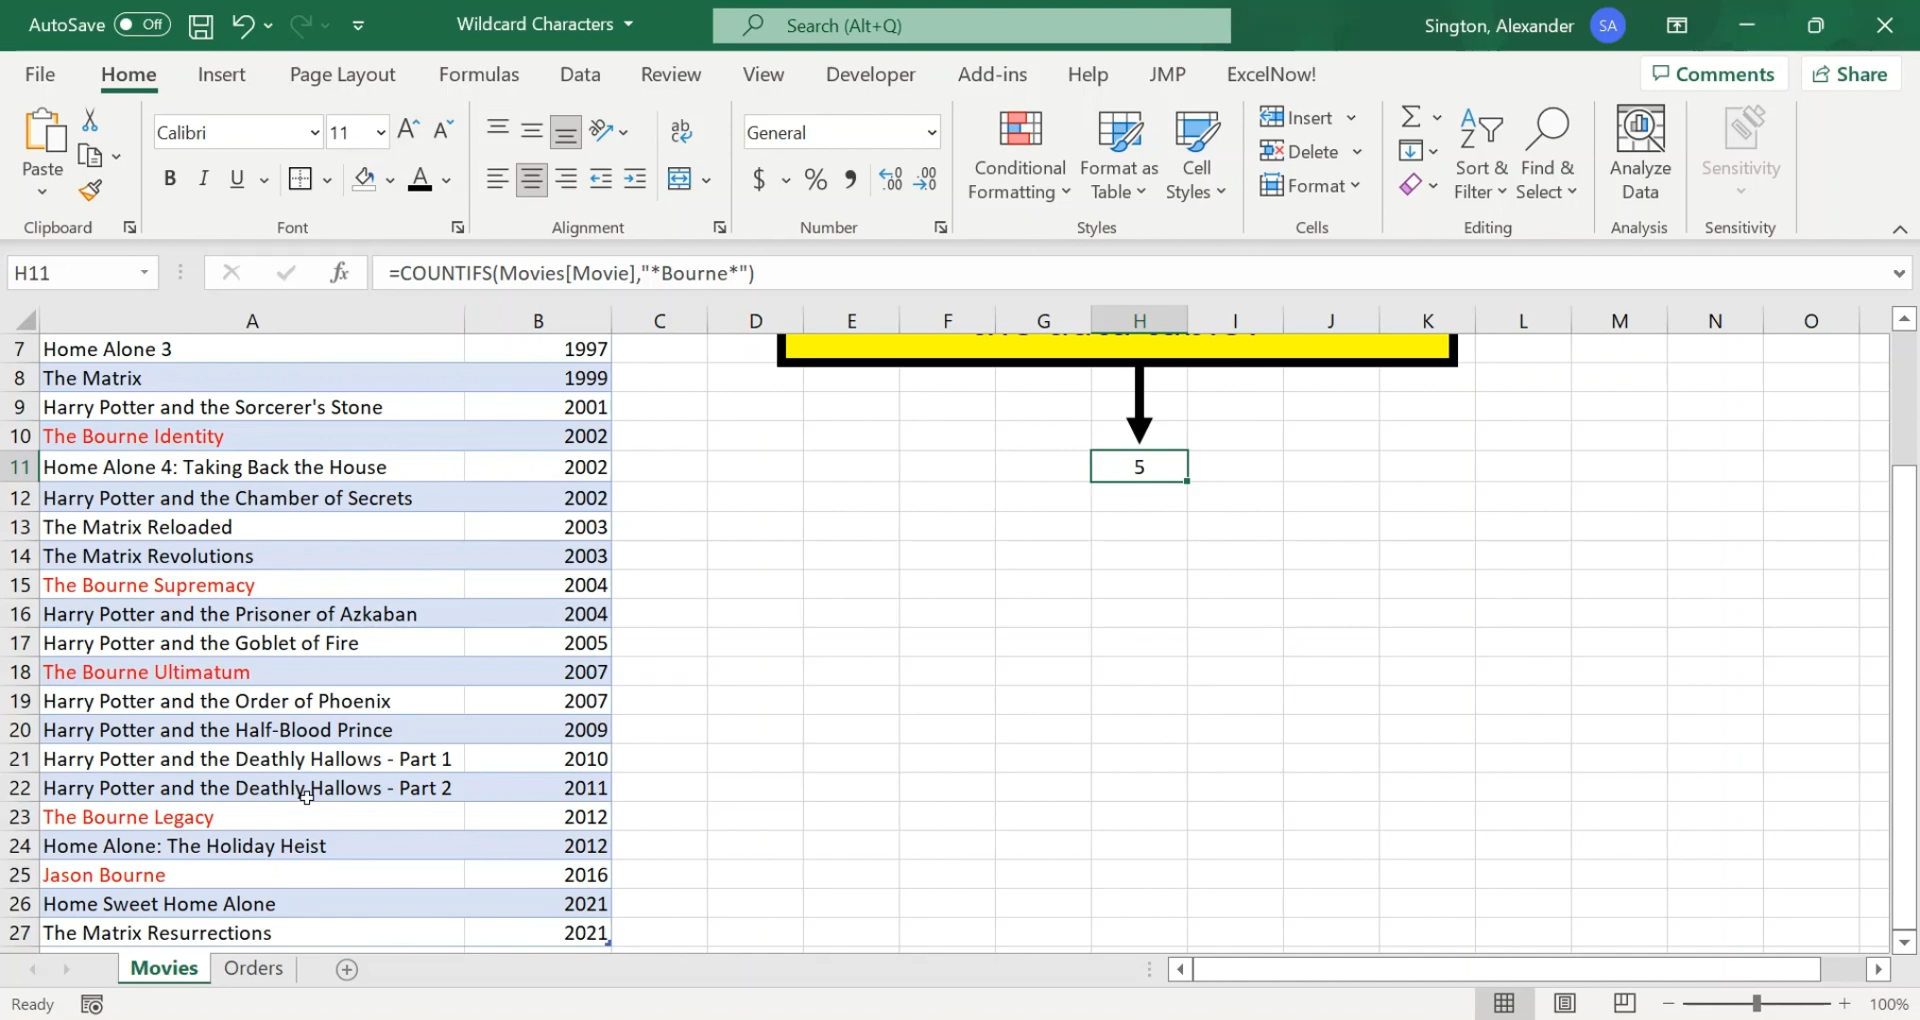 AutoSave Off Wildcard Characters Search (Alt+Q) Sington, Alexander SA
File Home Insert Page Layout Formulas Data Review View Developer Add-ins Help JMP ExcelNow! Comments Share
Paste
Clipboard
Calibri 11
B I U A
Font
ab
Alignment
General
$ % 9 .00 .00
Number
Conditional Formatting
Format as Table
Cell Styles
Styles
Insert
Delete
Format
Cells
Sort & Filter
Find & Select
Editing
Analyze Data
Analysis
Sensitivity
Sensitivity
H11 fx =COUNTIFS(Movies[Movie],"*Bourne*")
A B C D E F G H I J K L M N O
7 Home Alone 3 1997
8 The Matrix 1999
9 Harry Potter and the Sorcerer's Stone 2001
10 The Bourne Identity 2002
11 Home Alone 4: Taking Back the House 2002 5
12 Harry Potter and the Chamber of Secrets 2002
13 The Matrix Reloaded 2003
14 The Matrix Revolutions 2003
15 The Bourne Supremacy 2004
16 Harry Potter and the Prisoner of Azkaban 2004
17 Harry Potter and the Goblet of Fire 2005
18 The Bourne Ultimatum 2007
19 Harry Potter and the Order of Phoenix 2007
20 Harry Potter and the Half-Blood Prince 2009
21 Harry Potter and the Deathly Hallows - Part 1 2010
22 Harry Potter and the Deathly Hallows - Part 2 2011
23 The Bourne Legacy 2012
24 Home Alone: The Holiday Heist 2012
25 Jason Bourne 2016
26 Home Sweet Home Alone 2021
27 The Matrix Resurrections 2021
Movies Orders
Ready 100%